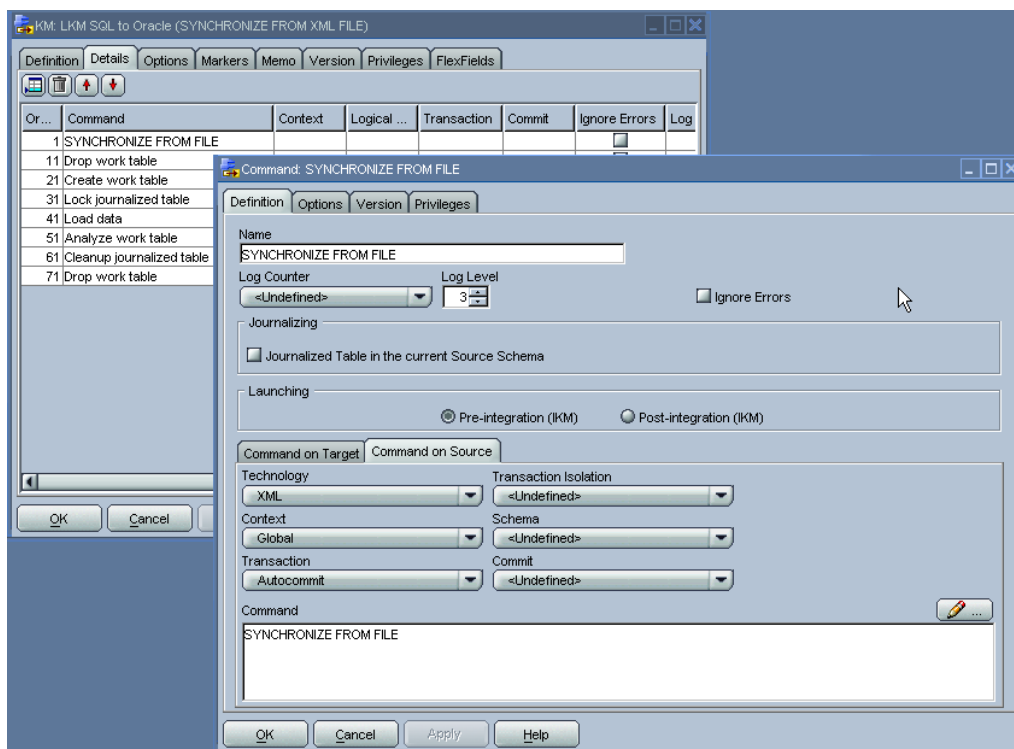 KM: LKM SQL to Oracle (SYNCHRONIZE FROM XML FILE)
Definition Details Options Markers Memo Version Privileges FlexFields
Or... Command Context Logical ... Transaction Commit Ignore Errors Log
1 SYNCHRONIZE FROM FILE
11 Drop work table
21 Create work table
31 Lock journalized table
41 Load data
51 Analyze work table
61 Cleanup journalized table
71 Drop work table
OK Cancel
Command: SYNCHRONIZE FROM FILE
Definition Options Version Privileges
Name
SYNCHRONIZE FROM FILE
Log Counter Log Level
<Undefined> 3 Ignore Errors
Journalizing
Journalized Table in the current Source Schema
Launching
Pre-integration (IKM) Post-integration (IKM)
Command on Target Command on Source
Technology Transaction Isolation
XML <Undefined>
Context Schema
Global <Undefined>
Transaction Commit
Autocommit <Undefined>
Command ...
SYNCHRONIZE FROM FILE
OK Cancel Apply Help